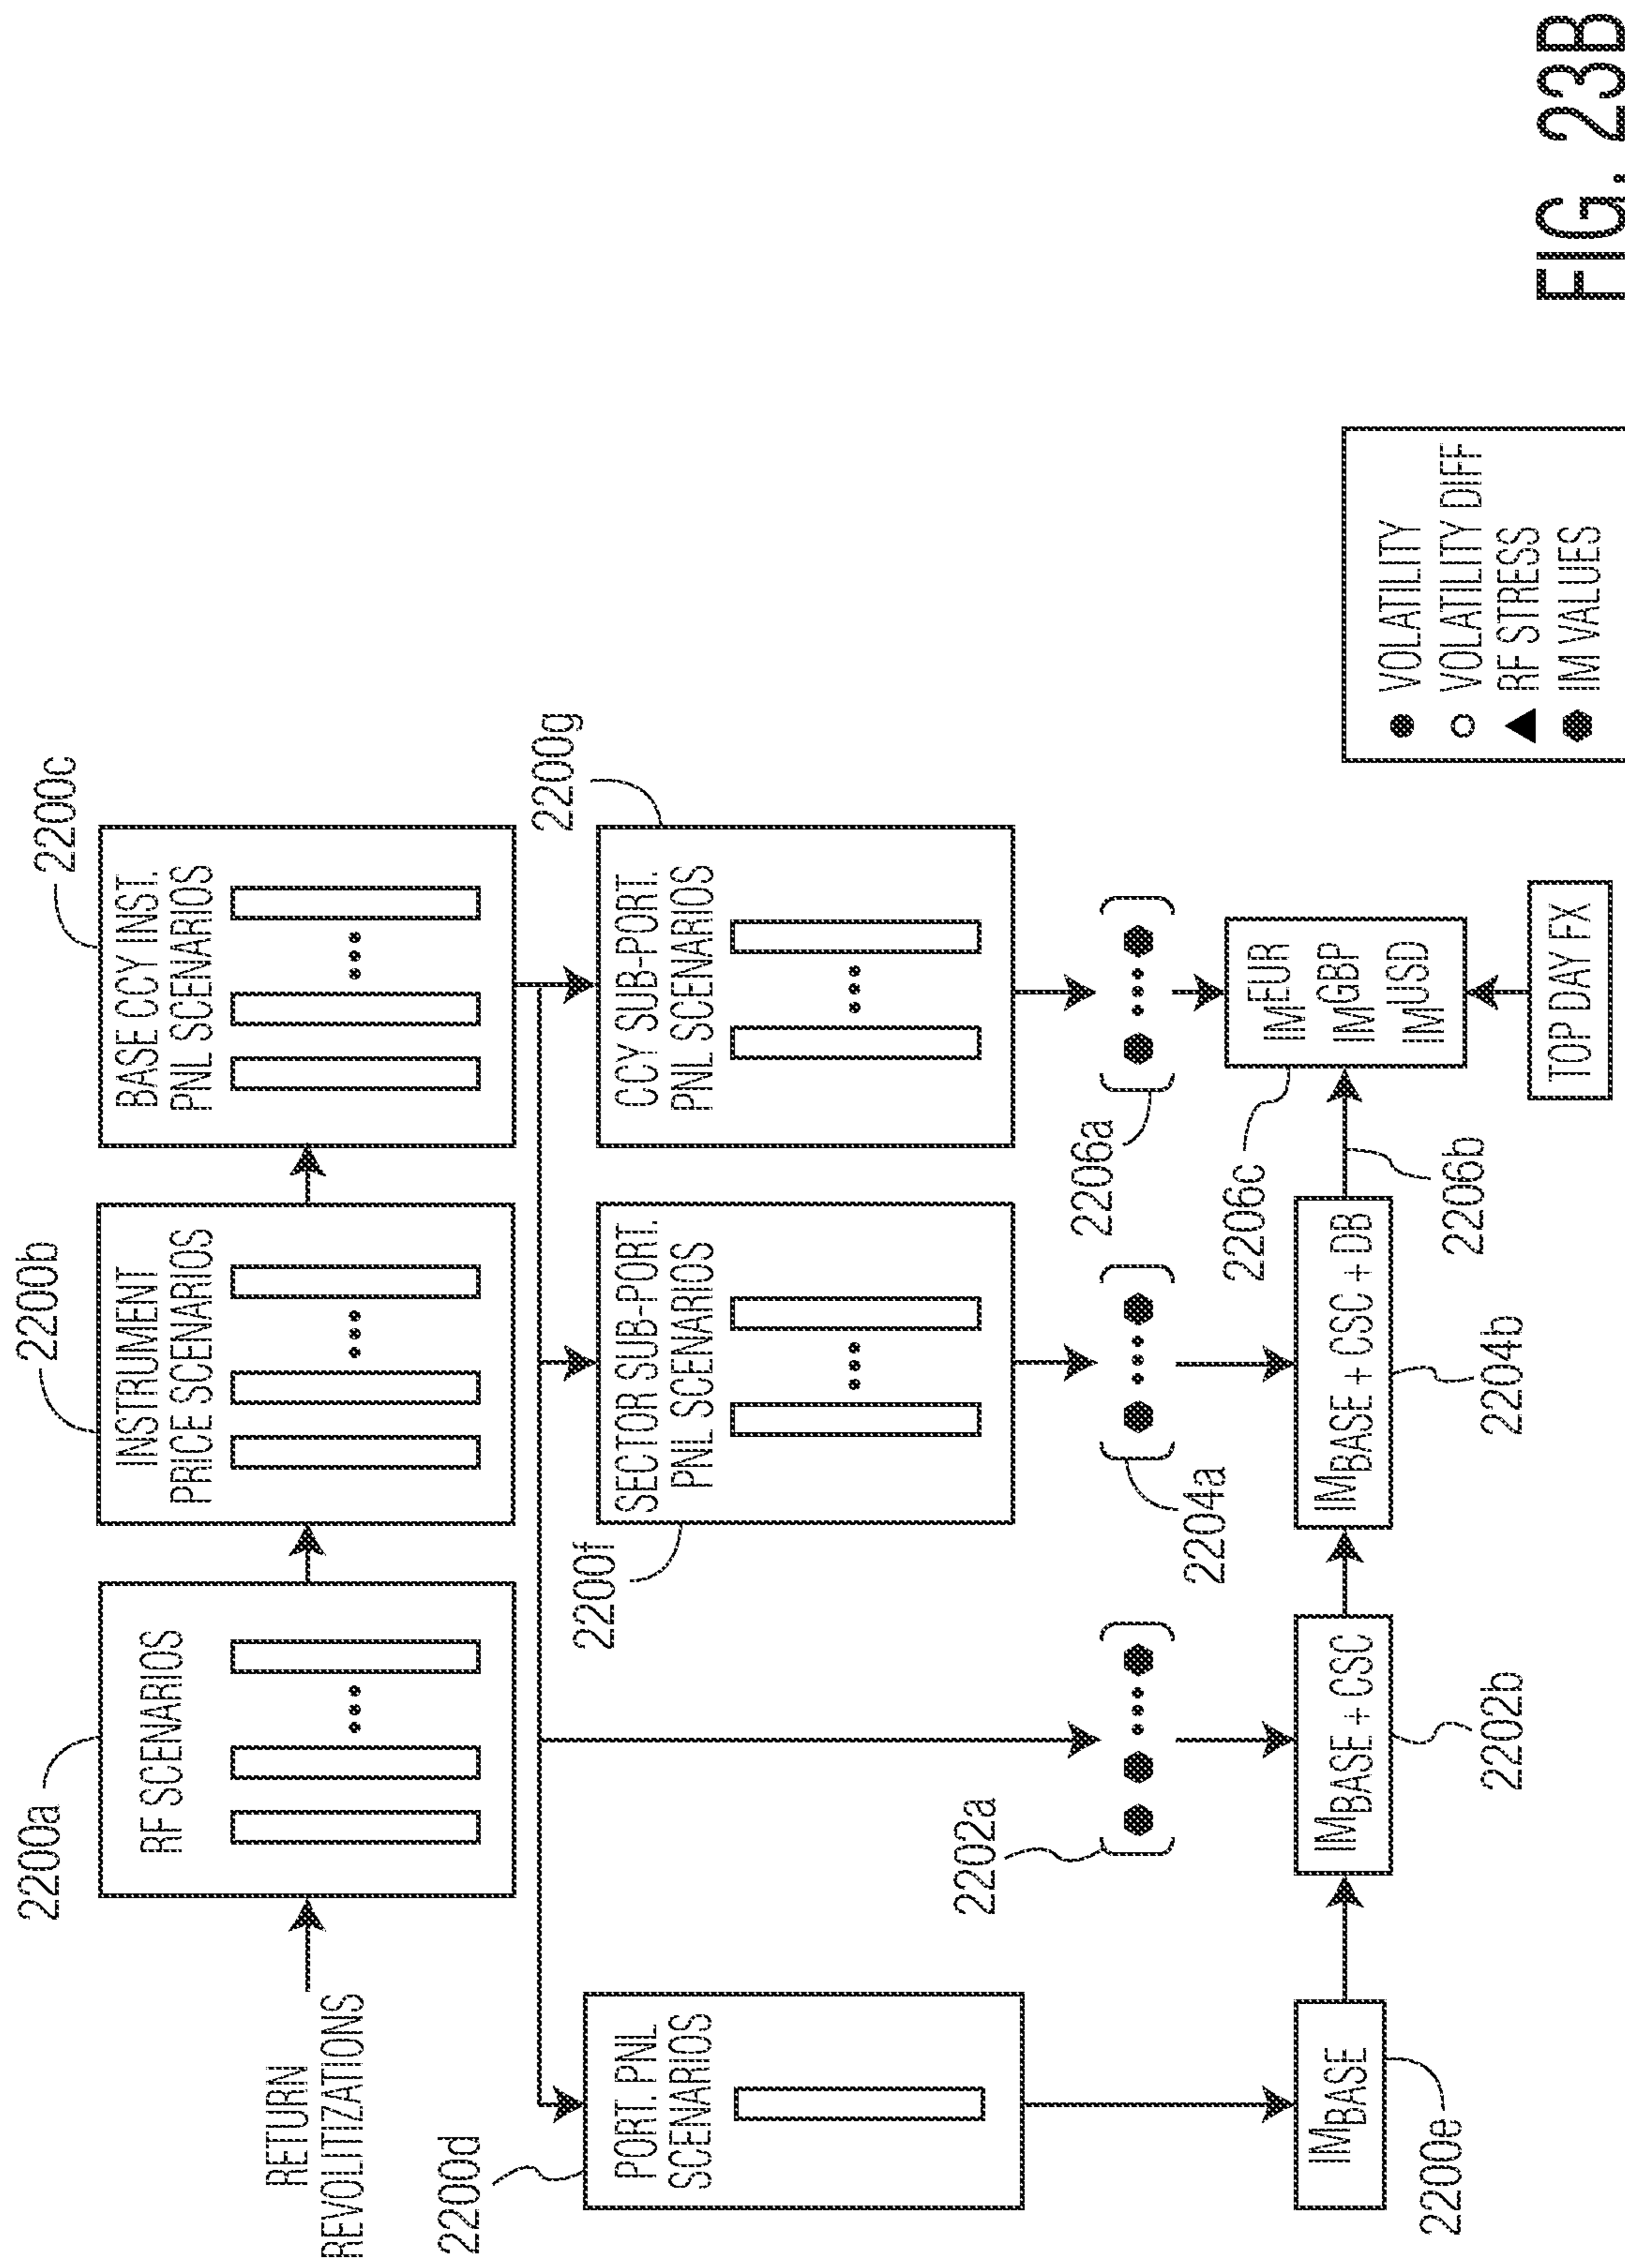 2200a
2200b
2200c
RETURN
REVOLITIZATIONS
RF SCENARIOS
INSTRUMENT
PRICE SCENARIOS
BASE CCY INST.
PNL SCENARIOS
2200d
2200f
2200g
PORT. PNL
SCENARIOS
SECTOR SUB-PORT.
PNL SCENARIOS
CCY SUB-PORT.
PNL SCENARIOS
2202a
2204a
2206a
2206c
IMBASE
IMBASE + CSC
IMBASE + CSC + DB
IMEUR
IMGBP
IMUSD
2200e
2202b
2204b
2206b
TOP DAY FX
VOLATILITY
VOLATILITY DIFF
RF STRESS
IM VALUES
FIG. 23B